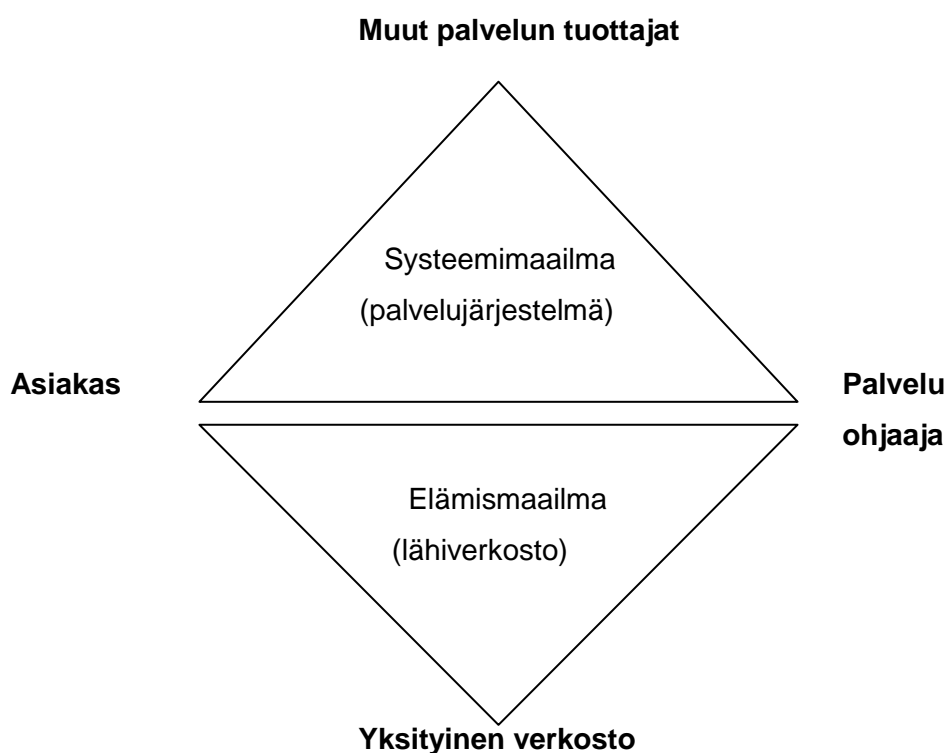 Muut palvelun tuottajat
Systeemimaailma
(palvelujärjestelmä)
Asiakas
Palvelu
ohjaaja
Elämismaailma
(lähiverkosto)
Yksityinen verkosto